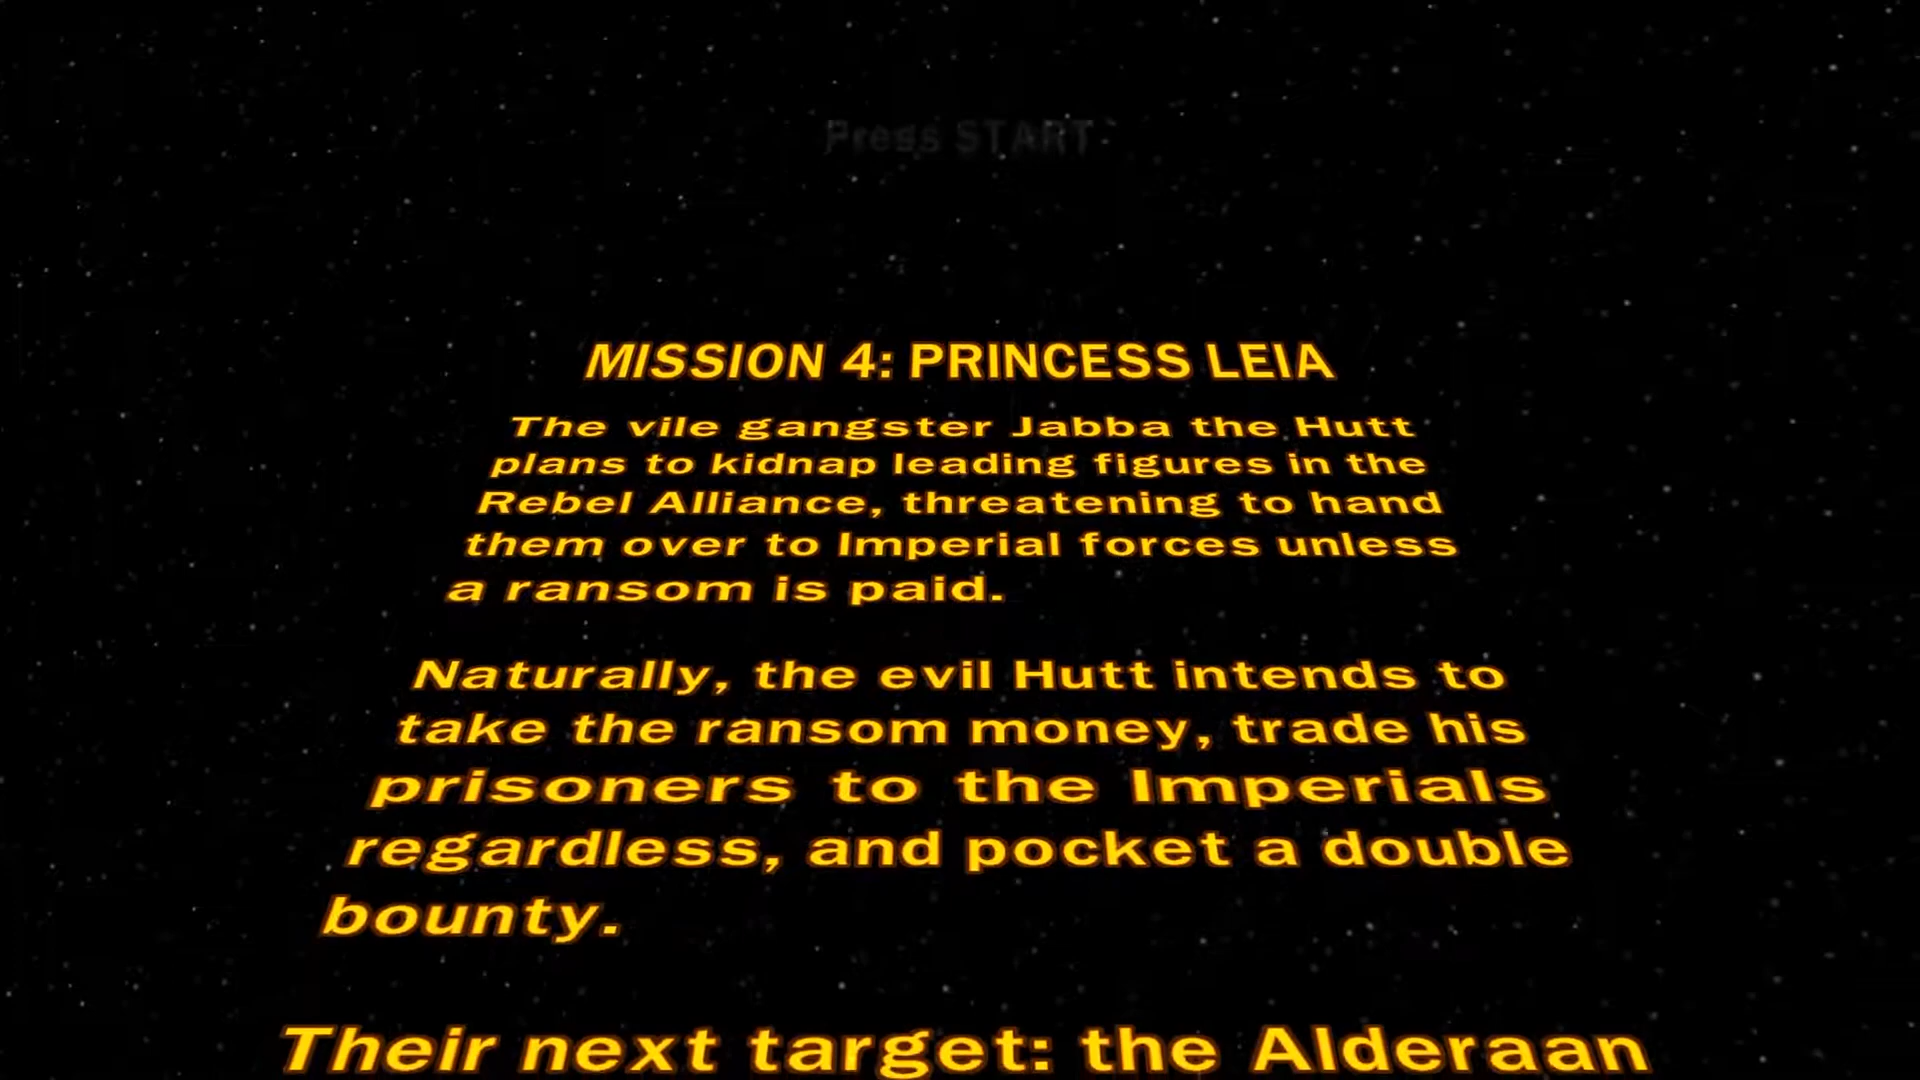 Press START
MISSION 4: PRINCESS LEIA
The vile gangster Jabba the Hutt
plans to kidnap leading figures in the
Rebel Alliance, threatening to hand
them over to Imperial forces unless
a ransom is paid.
Naturally, the evil Hutt intends to
take the ransom money, trade his
prisoners to the Imperials
regardless, and pocket a double
bounty.
Their next target: the Alderaan